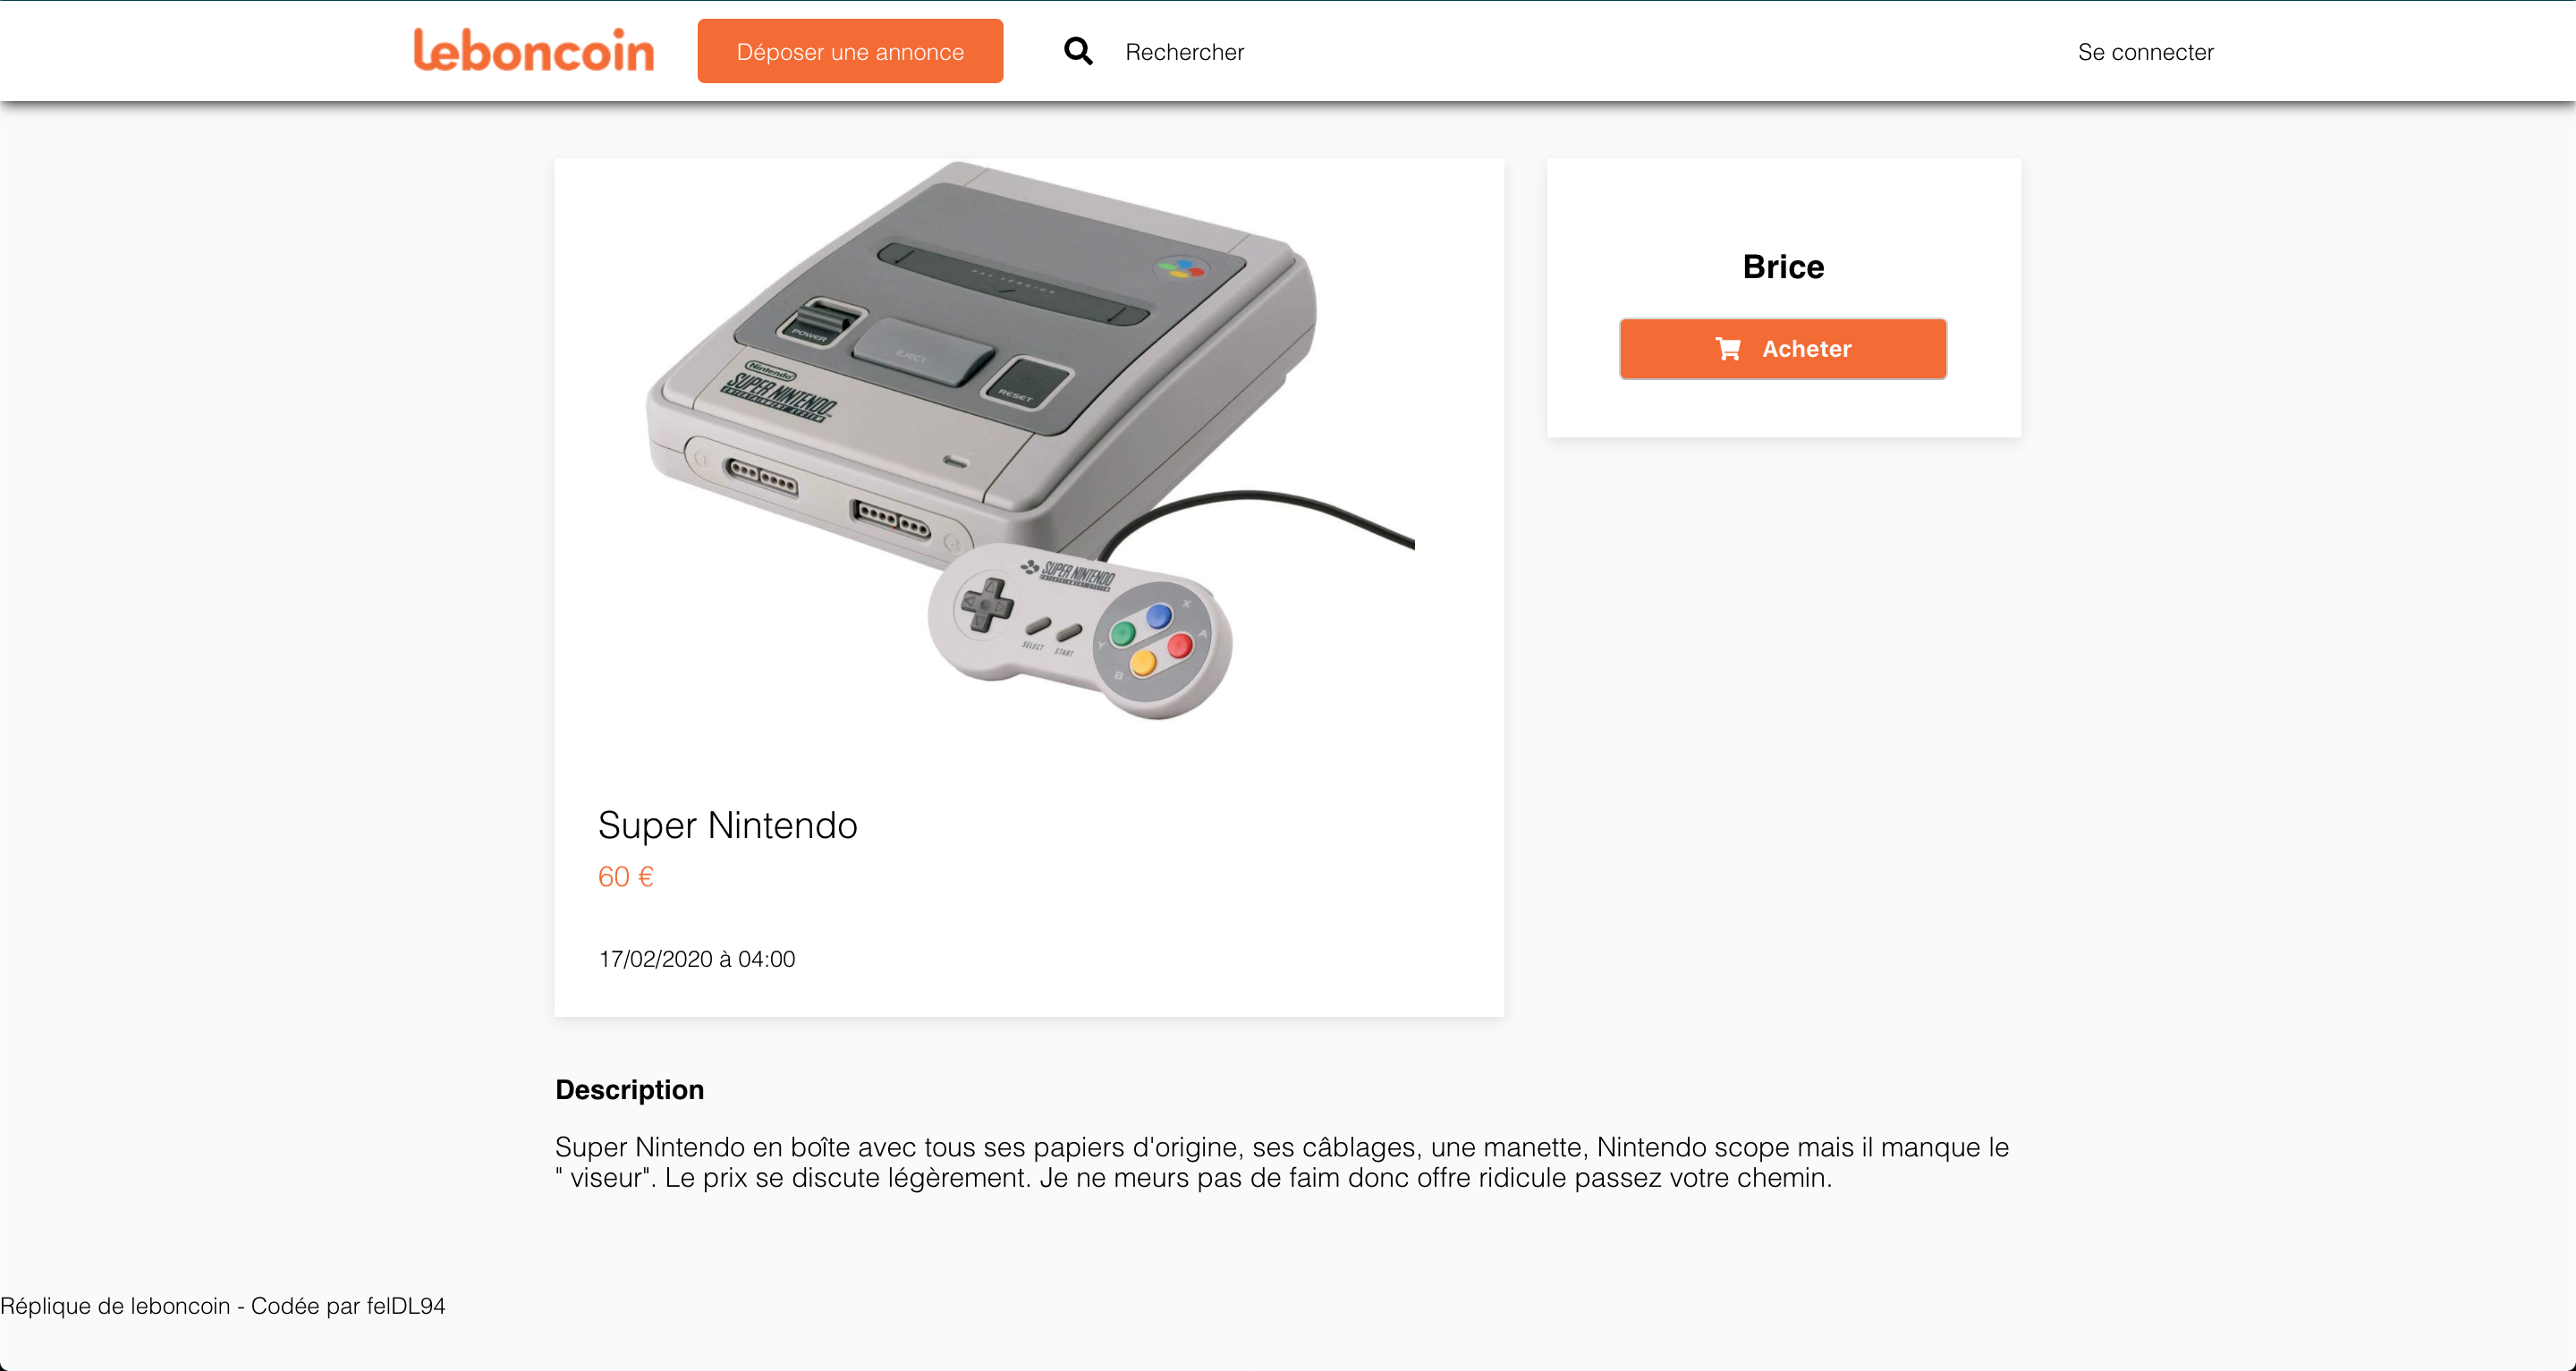 leboncoin
Déposer une annonce
Rechercher
Se connecter
PAL VERSION
POWER
EJECT
RESET
Nintendo
SUPER NINTENDO
ENTERTAINMENT SYSTEM
SUPER NINTENDO
ENTERTAINMENT SYSTEM
X
A
Y
B
SELECT START
Brice
Acheter
Super Nintendo
60 €
17/02/2020 à 04:00
Description
Super Nintendo en boîte avec tous ses papiers d'origine, ses câblages, une manette, Nintendo scope mais il manque le
" viseur". Le prix se discute légèrement. Je ne meurs pas de faim donc offre ridicule passez votre chemin.
Réplique de leboncoin - Codée par felDL94